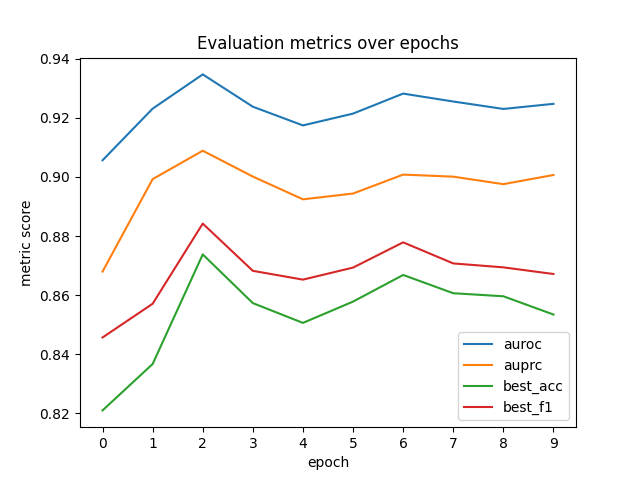 Evaluation metrics over epochs
metric score
0.94
0.92
0.90
0.88
0.86
0.84
0.82
auroc
auprc
best_acc
best_f1
0 1 2 3 4 5 6 7 8 9
epoch